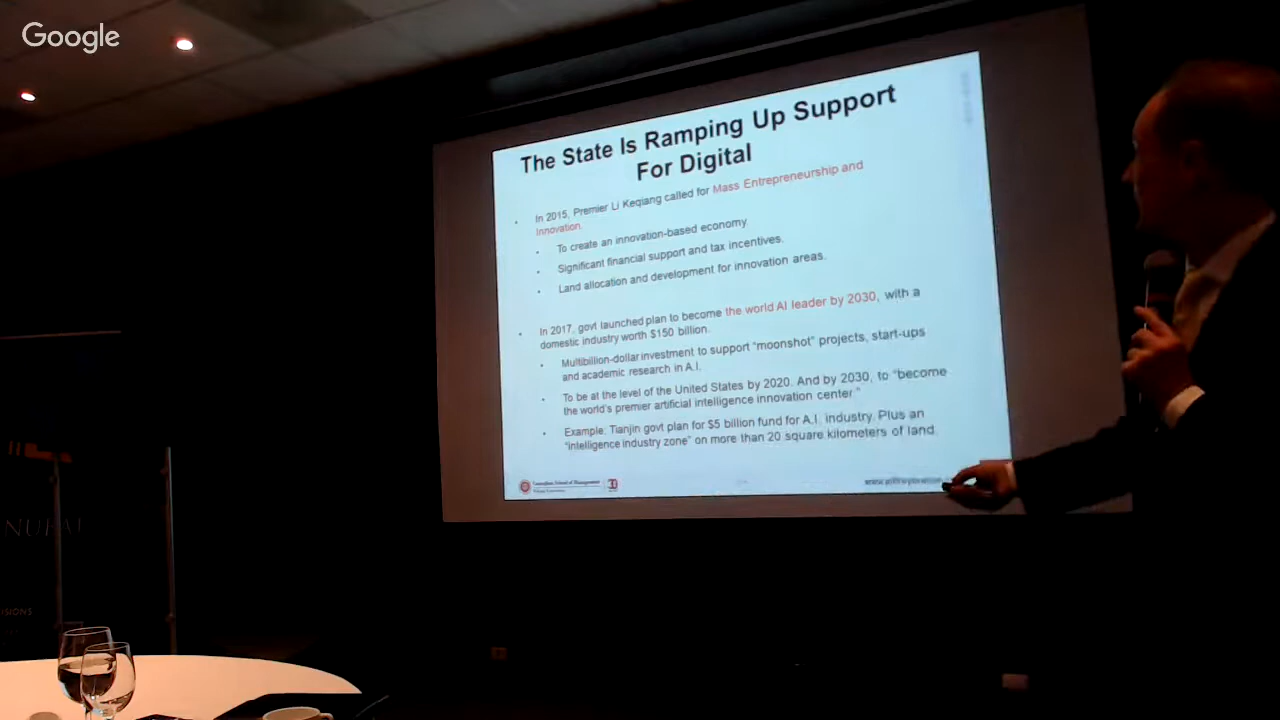 Google
The State Is Ramping Up Support
For Digital
In 2015, Premier Li Keqiang called for Mass Entrepreneurship and
Innovation.
To create an innovation-based economy
Significant financial support and tax incentives.
Land allocation and development for innovation areas.
In 2017, govt launched plan to become the world AI leader by 2030, with a
domestic industry worth $150 billion.
Multibillion-dollar investment to support “moonshot” projects, start-ups
and academic research in A.I.
To be at the level of the United States by 2020. And by 2030, to “become
the world’s premier artificial intelligence innovation center.”
Example: Tianjin govt plan for $5 billion fund for A.I. industry. Plus an
“intelligence industry zone” on more than 20 square kilometers of land.
School of Management